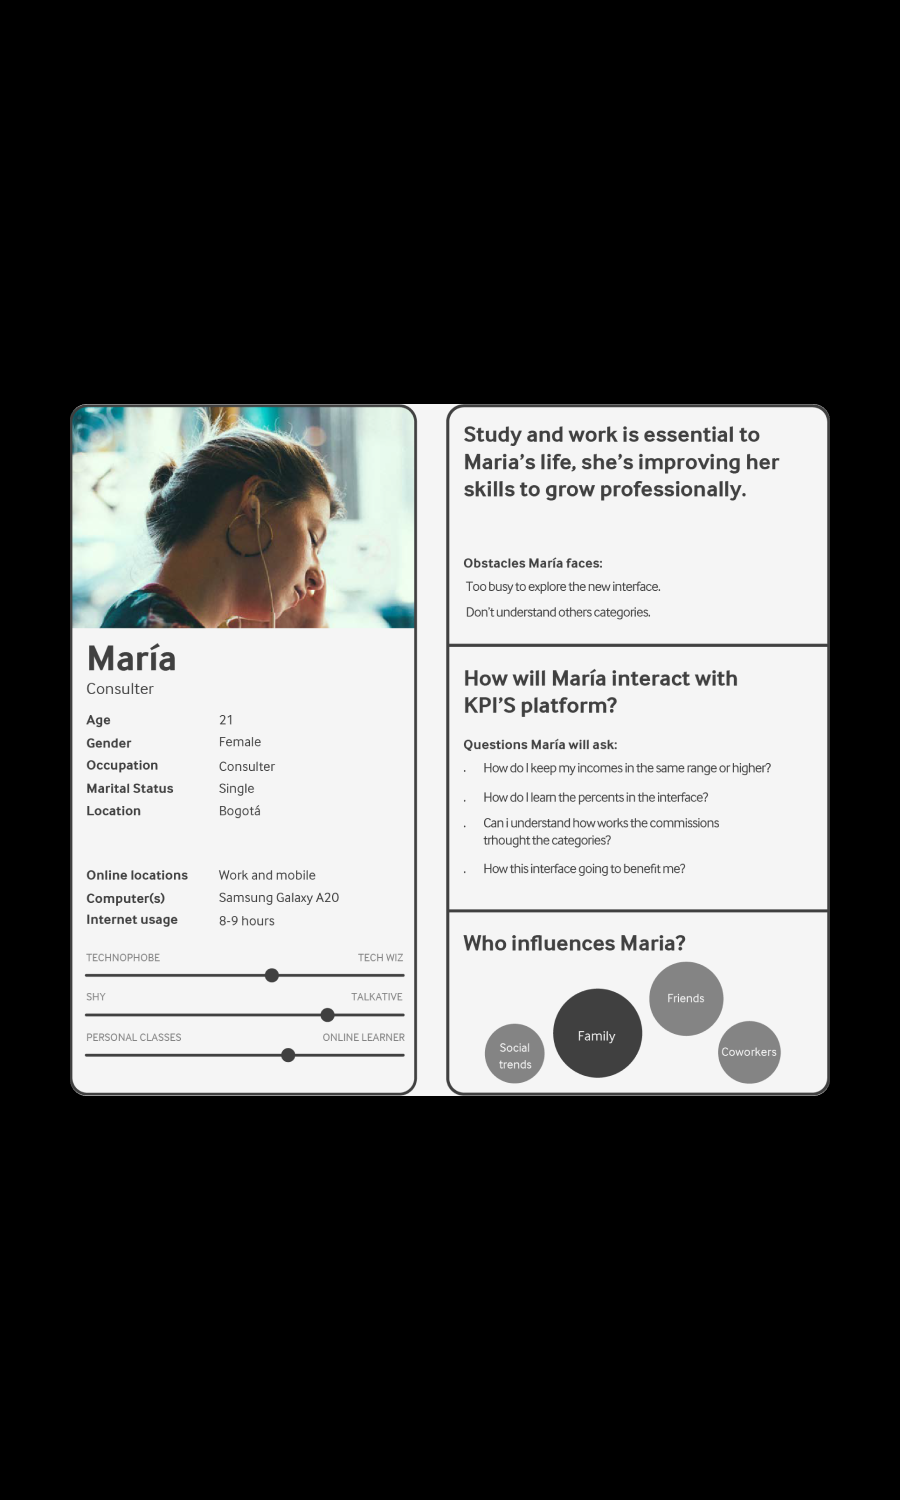 María
Consulter
Age 21
Gender Female
Occupation Consulter
Marital Status Single
Location Bogotá
Online locations Work and mobile
Computer(s) Samsung Galaxy A20
Internet usage 8-9 hours
TECHNOPHOBE TECH WIZ
SHY TALKATIVE
PERSONAL CLASSES ONLINE LEARNER
Study and work is essential to
Maria's life, she's improving her
skills to grow professionally.
Obstacles María faces:
Too busy to explore the new interface.
Don't understand others categories.
How will María interact with
KPI'S platform?
Questions María will ask:
. How do I keep my incomes in the same range or higher?
. How do I learn the percents in the interface?
. Can i understand how works the commissions
trhought the categories?
. How this interface going to benefit me?
Who influences Maria?
Social
trends
Family
Friends
Coworkers